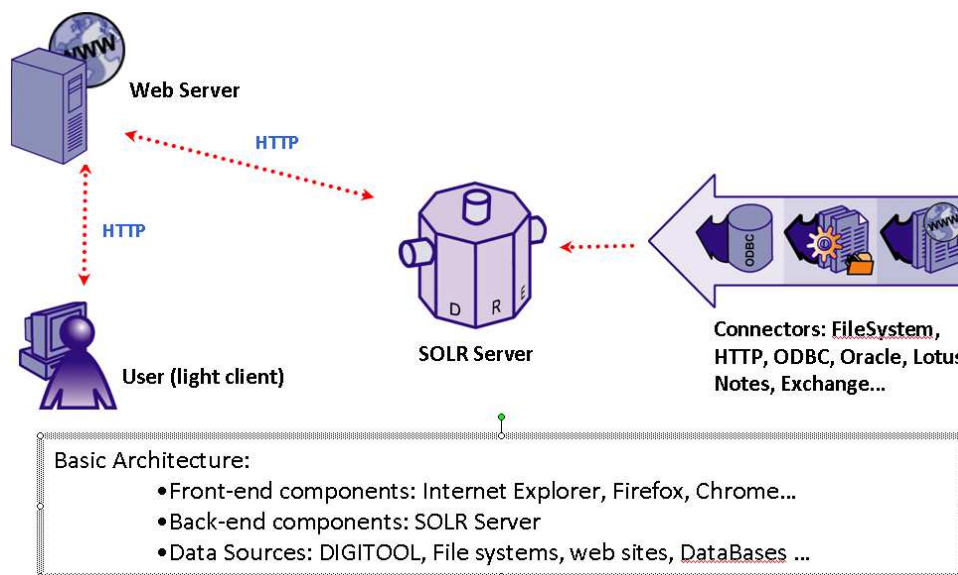 WWW
Web Server
HTTP
HTTP
ODBC
WWW
D R E
SOLR Server
User (light client)
Connectors: FileSystem,
HTTP, ODBC, Oracle, Lotus
Notes, Exchange...
Basic Architecture:
•Front-end components: Internet Explorer, Firefox, Chrome...
•Back-end components: SOLR Server
•Data Sources: DIGITOOL, File systems, web sites, DataBases ...